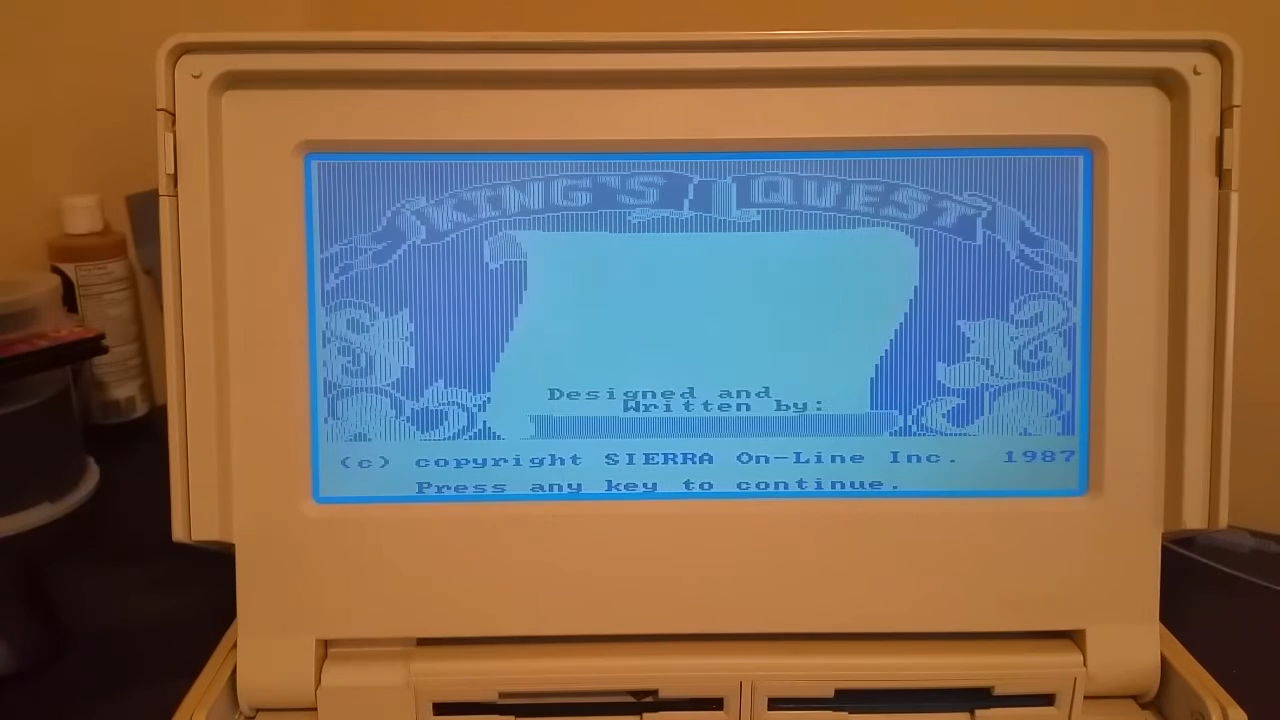 KING'S QUEST
Designed and
Written by:
(c) copyright SIERRA On-Line Inc. 1987
Press any key to continue.